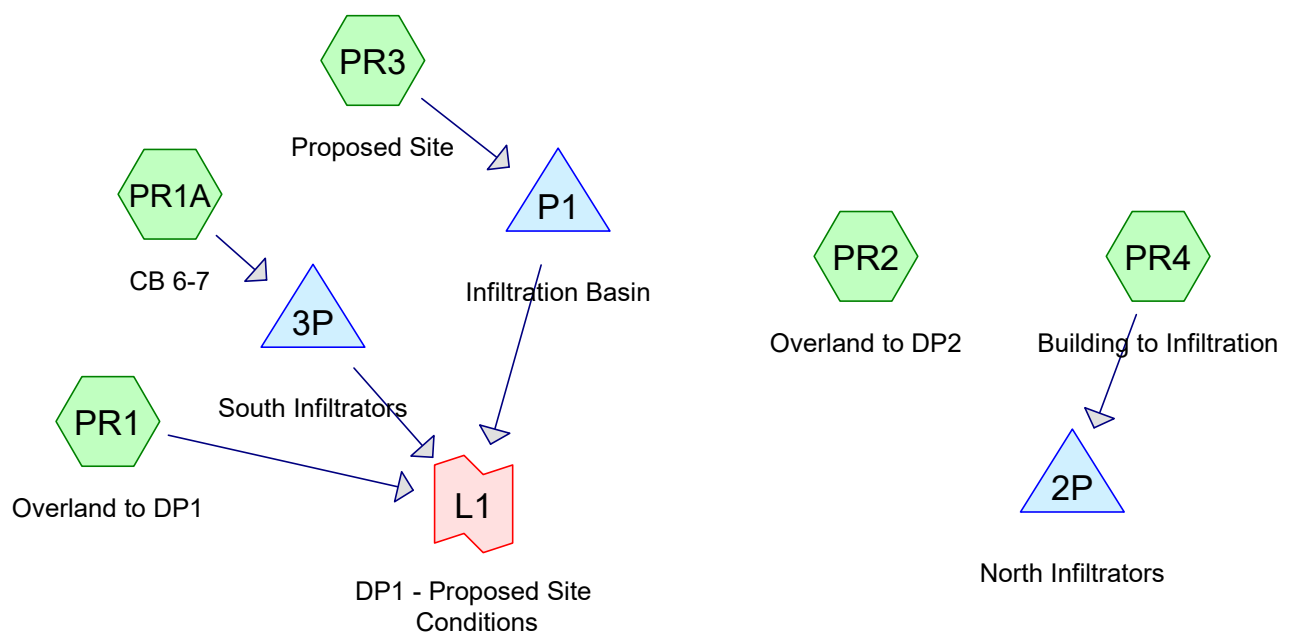 PR3
Proposed Site
PR1A
CB 6-7
P1
Infiltration Basin
3P
South Infiltrators
PR1
Overland to DP1
L1
DP1 - Proposed Site
Conditions
PR2
Overland to DP2
PR4
Building to Infiltration
2P
North Infiltrators